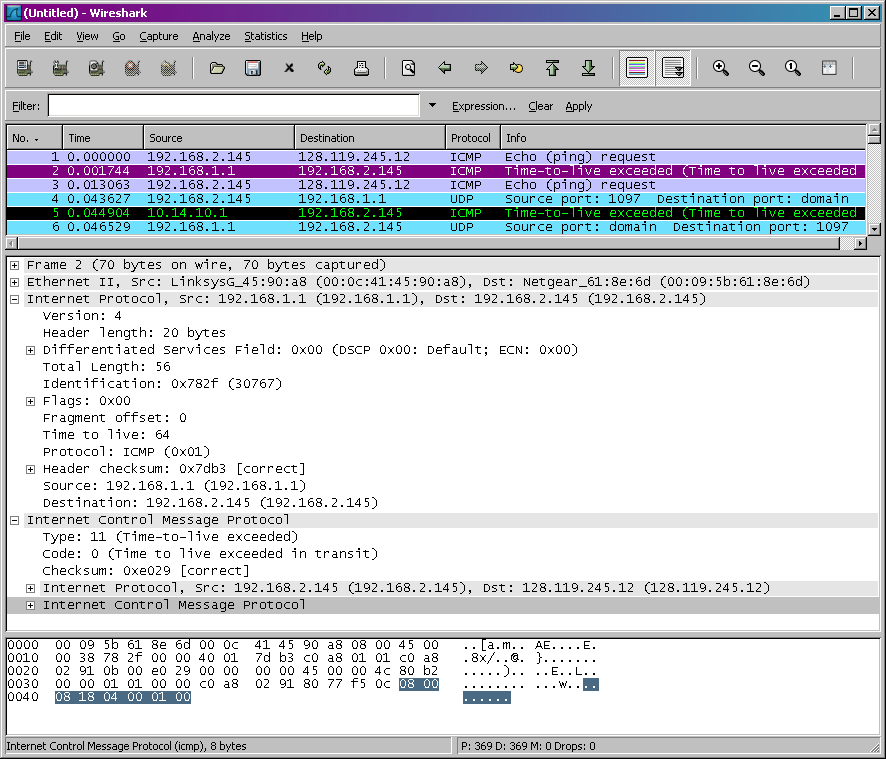 (Untitled) - Wireshark
File Edit View Go Capture Analyze Statistics Help
Filter: Expression... Clear Apply
No. - Time Source Destination Protocol Info
1 0.000000 192.168.2.145 128.119.245.12 ICMP Echo (ping) request
2 0.001744 192.168.1.1 192.168.2.145 ICMP Time-to-live exceeded (Time to live exceeded
3 0.013063 192.168.2.145 128.119.245.12 ICMP Echo (ping) request
4 0.043627 192.168.2.145 192.168.1.1 UDP Source port: 1097 Destination port: domain
5 0.044904 10.14.10.1 192.168.2.145 ICMP Time-to-live exceeded (Time to live exceeded
6 0.046529 192.168.1.1 192.168.2.145 UDP Source port: domain Destination port: 1097
Frame 2 (70 bytes on wire, 70 bytes captured)
Ethernet II, Src: LinksysG_45:90:a8 (00:0c:41:45:90:a8), Dst: Netgear_61:8e:6d (00:09:5b:61:8e:6d)
Internet Protocol, Src: 192.168.1.1 (192.168.1.1), Dst: 192.168.2.145 (192.168.2.145)
Version: 4
Header length: 20 bytes
Differentiated Services Field: 0x00 (DSCP 0x00: Default; ECN: 0x00)
Total Length: 56
Identification: 0x782f (30767)
Flags: 0x00
Fragment offset: 0
Time to live: 64
Protocol: ICMP (0x01)
Header checksum: 0x7db3 [correct]
Source: 192.168.1.1 (192.168.1.1)
Destination: 192.168.2.145 (192.168.2.145)
Internet Control Message Protocol
Type: 11 (Time-to-live exceeded)
Code: 0 (Time to live exceeded in transit)
Checksum: 0xe029 [correct]
Internet Protocol, Src: 192.168.2.145 (192.168.2.145), Dst: 128.119.245.12 (128.119.245.12)
Internet Control Message Protocol
0000 00 09 5b 61 8e 6d 00 0c 41 45 90 a8 08 00 45 00 ..[a.m.. AE....E.
0010 00 38 78 2f 00 00 40 01 7d b3 c0 a8 01 01 c0 a8 .8x/..@. }.......
0020 02 91 0b 00 e0 29 00 00 00 00 45 00 00 4c 80 b2 .....).. ..E..L..
0030 00 00 01 01 00 00 c0 a8 02 91 80 77 f5 0c 08 00 ........ ...w....
0040 08 18 04 00 01 00 ......
Internet Control Message Protocol (icmp), 8 bytes P: 369 D: 369 M: 0 Drops: 0